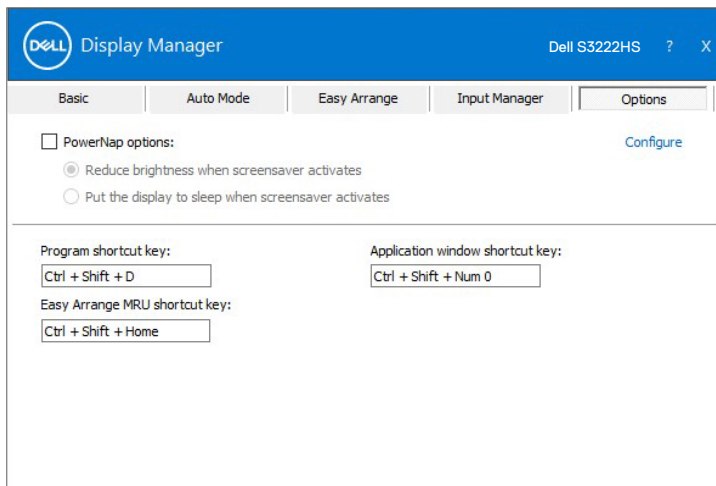 DELL Display Manager Dell S3222HS ? X
Basic Auto Mode Easy Arrange Input Manager Options
PowerNap options: Configure
Reduce brightness when screensaver activates
Put the display to sleep when screensaver activates
Program shortcut key: Application window shortcut key:
Ctrl + Shift + D Ctrl + Shift + Num 0
Easy Arrange MRU shortcut key:
Ctrl + Shift + Home